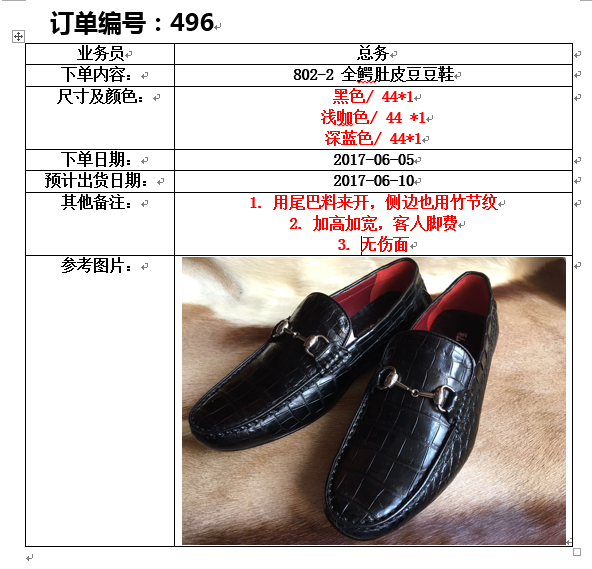 订单编号：496
业务员 总务
下单内容： 802-2 全鳄肚皮豆豆鞋
尺寸及颜色： 黑色/ 44*1
浅咖色/ 44 *1
深蓝色/ 44*1
下单日期： 2017-06-05
预计出货日期： 2017-06-10
其他备注： 1. 用尾巴料来开，侧边也用竹节纹
2. 加高加宽，客人脚费
3. 无伤面
参考图片：